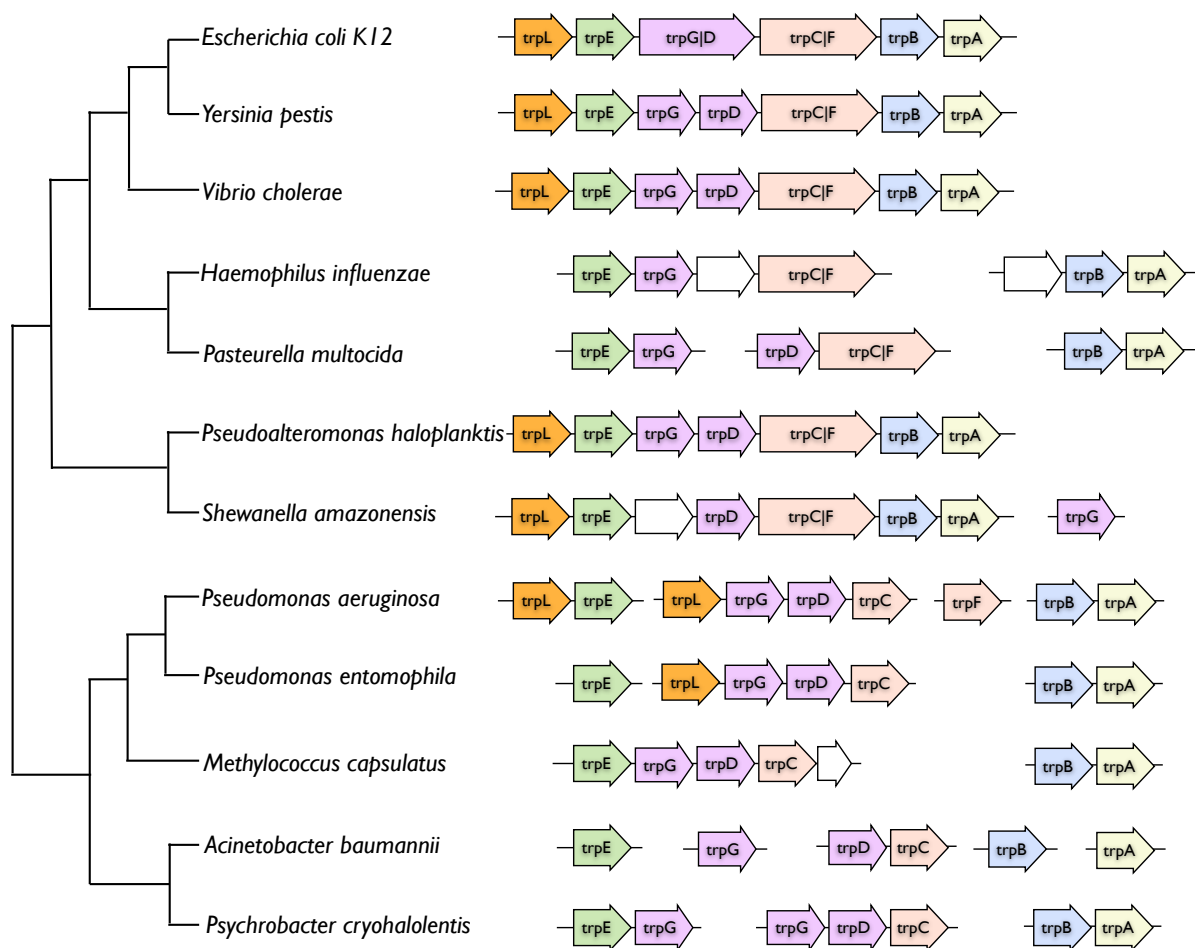 Escherichia coli K12 trpL trpE trpG|D trpC|F trpB trpA
Yersinia pestis trpL trpE trpG trpD trpC|F trpB trpA
Vibrio cholerae trpL trpE trpG trpD trpC|F trpB trpA
Haemophilus influenzae trpE trpG trpC|F trpB trpA
Pasteurella multocida trpE trpG trpD trpC|F trpB trpA
Pseudoalteromonas haloplanktis trpL trpE trpG trpD trpC|F trpB trpA
Shewanella amazonensis trpL trpE trpD trpC|F trpB trpA trpG
Pseudomonas aeruginosa trpL trpE trpL trpG trpD trpC trpF trpB trpA
Pseudomonas entomophila trpE trpL trpG trpD trpC trpB trpA
Methylococcus capsulatus trpE trpG trpD trpC trpB trpA
Acinetobacter baumannii trpE trpG trpD trpC trpB trpA
Psychrobacter cryohalolentis trpE trpG trpG trpD trpC trpB trpA